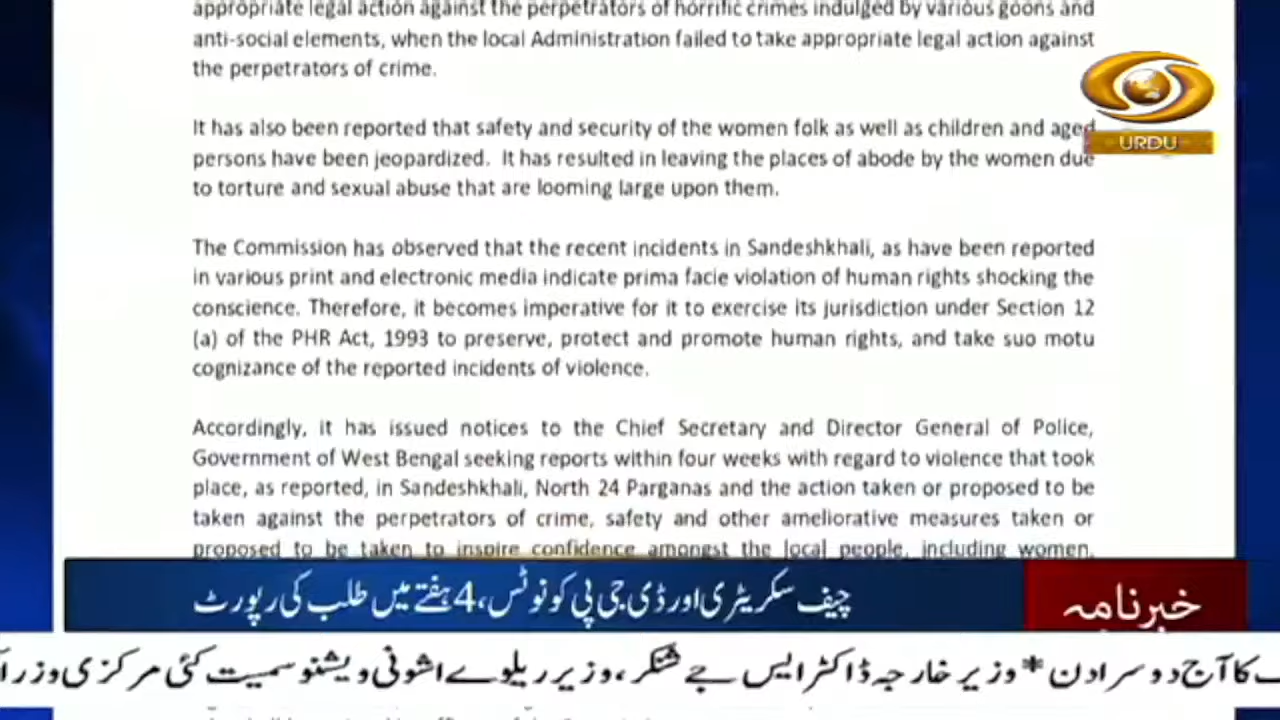 appropriate legal action against the perpetrators of horrific crimes indulged by various goons and
anti-social elements, when the local Administration failed to take appropriate legal action against
the perpetrators of crime.
It has also been reported that safety and security of the women folk as well as children and aged
persons have been jeopardized. It has resulted in leaving the places of abode by the women due
to torture and sexual abuse that are looming large upon them.
URDU
The Commission has observed that the recent incidents in Sandeshkhali, as have been reported
in various print and electronic media indicate prima facie violation of human rights shocking the
conscience. Therefore, it becomes imperative for it to exercise its jurisdiction under Section 12
(a) of the PHR Act, 1993 to preserve, protect and promote human rights, and take suo motu
cognizance of the reported incidents of violence.
Accordingly, it has issued notices to the Chief Secretary and Director General of Police,
Government of West Bengal seeking reports within four weeks with regard to violence that took
place, as reported, in Sandeshkhali, North 24 Parganas and the action taken or proposed to be
taken against the perpetrators of crime, safety and other ameliorative measures taken or
proposed to be taken to inspire confidence amongst the local people, including women.
خبرنامہ
چیف سکریٹری اور ڈی جی پی کو نوٹس، 4 ہفتے میں طلب کی رپورٹ
کا آج دوسرا دن * وزیر خارجہ ڈاکٹر ایس جے شنکر، وزیر ریلوے اشونی ویشنو سمیت کئی مرکزی